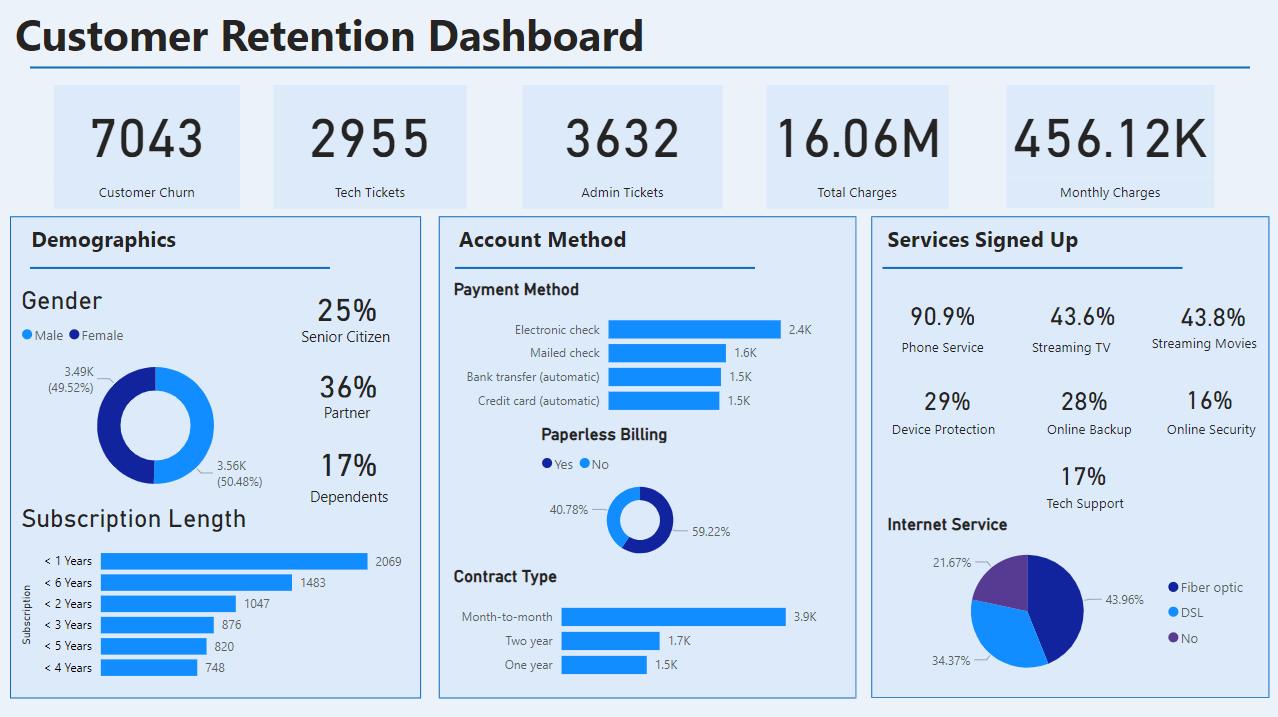 Customer Retention Dashboard
7043
Customer Churn
2955
Tech Tickets
3632
Admin Tickets
16.06M
Total Charges
456.12K
Monthly Charges
Demographics
Gender
Male Female
3.49K
(49.52%)
3.56K
(50.48%)
25%
Senior Citizen
36%
Partner
17%
Dependents
Subscription Length
Subscription
< 1 Years 2069
< 6 Years 1483
< 2 Years 1047
< 3 Years 876
< 5 Years 820
< 4 Years 748
Account Method
Payment Method
Electronic check 2.4K
Mailed check 1.6K
Bank transfer (automatic) 1.5K
Credit card (automatic) 1.5K
Paperless Billing
Yes No
40.78%
59.22%
Contract Type
Month-to-month 3.9K
Two year 1.7K
One year 1.5K
Services Signed Up
90.9%
Phone Service
43.6%
Streaming TV
43.8%
Streaming Movies
29%
Device Protection
28%
Online Backup
16%
Online Security
17%
Tech Support
Internet Service
21.67%
43.96%
34.37%
Fiber optic
DSL
No